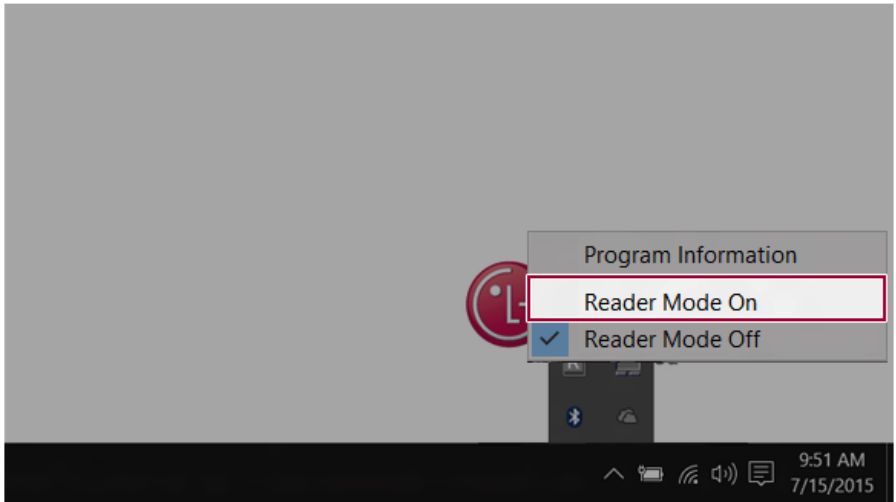 Program Information
Reader Mode On
Reader Mode Off
R
9:51 AM
7/15/2015